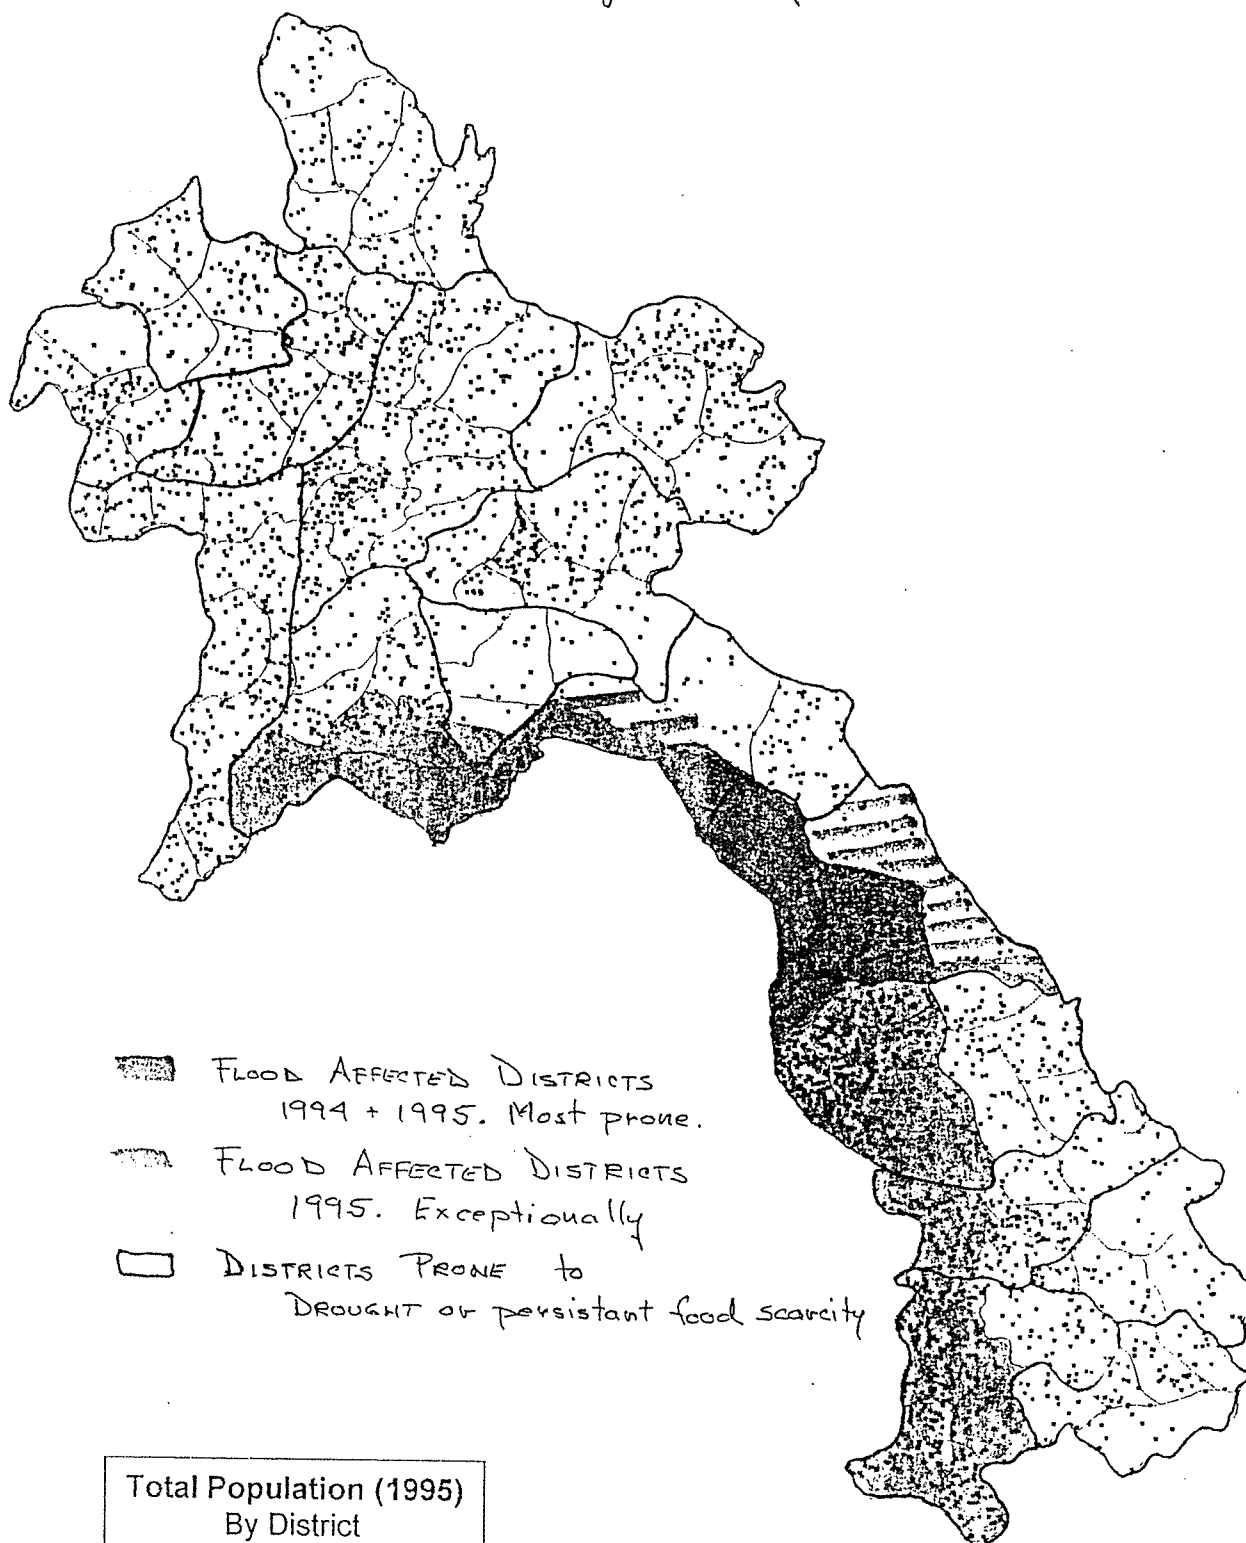 FLOOD AFFECTED DISTRICTS
1994 + 1995. Most prone.
FLOOD AFFECTED DISTRICTS
1995. Exceptionally
DISTRICTS PRONE to
DROUGHT or persistant food scarcity
Total Population (1995)
By District